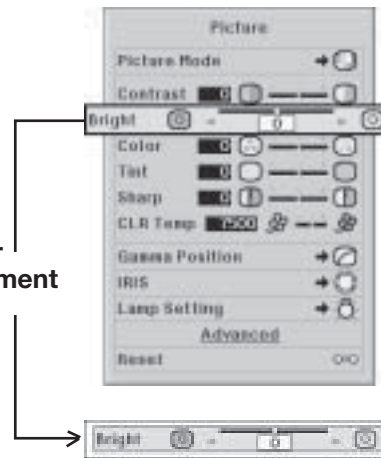 Picture
Picture Mode
Contrast 0
Bright 0
Color 0
Tint 0
Sharp 0
CLR Temp 7500
Gamma Position
IRIS
Lamp Setting
Advanced
Reset
Bright 0